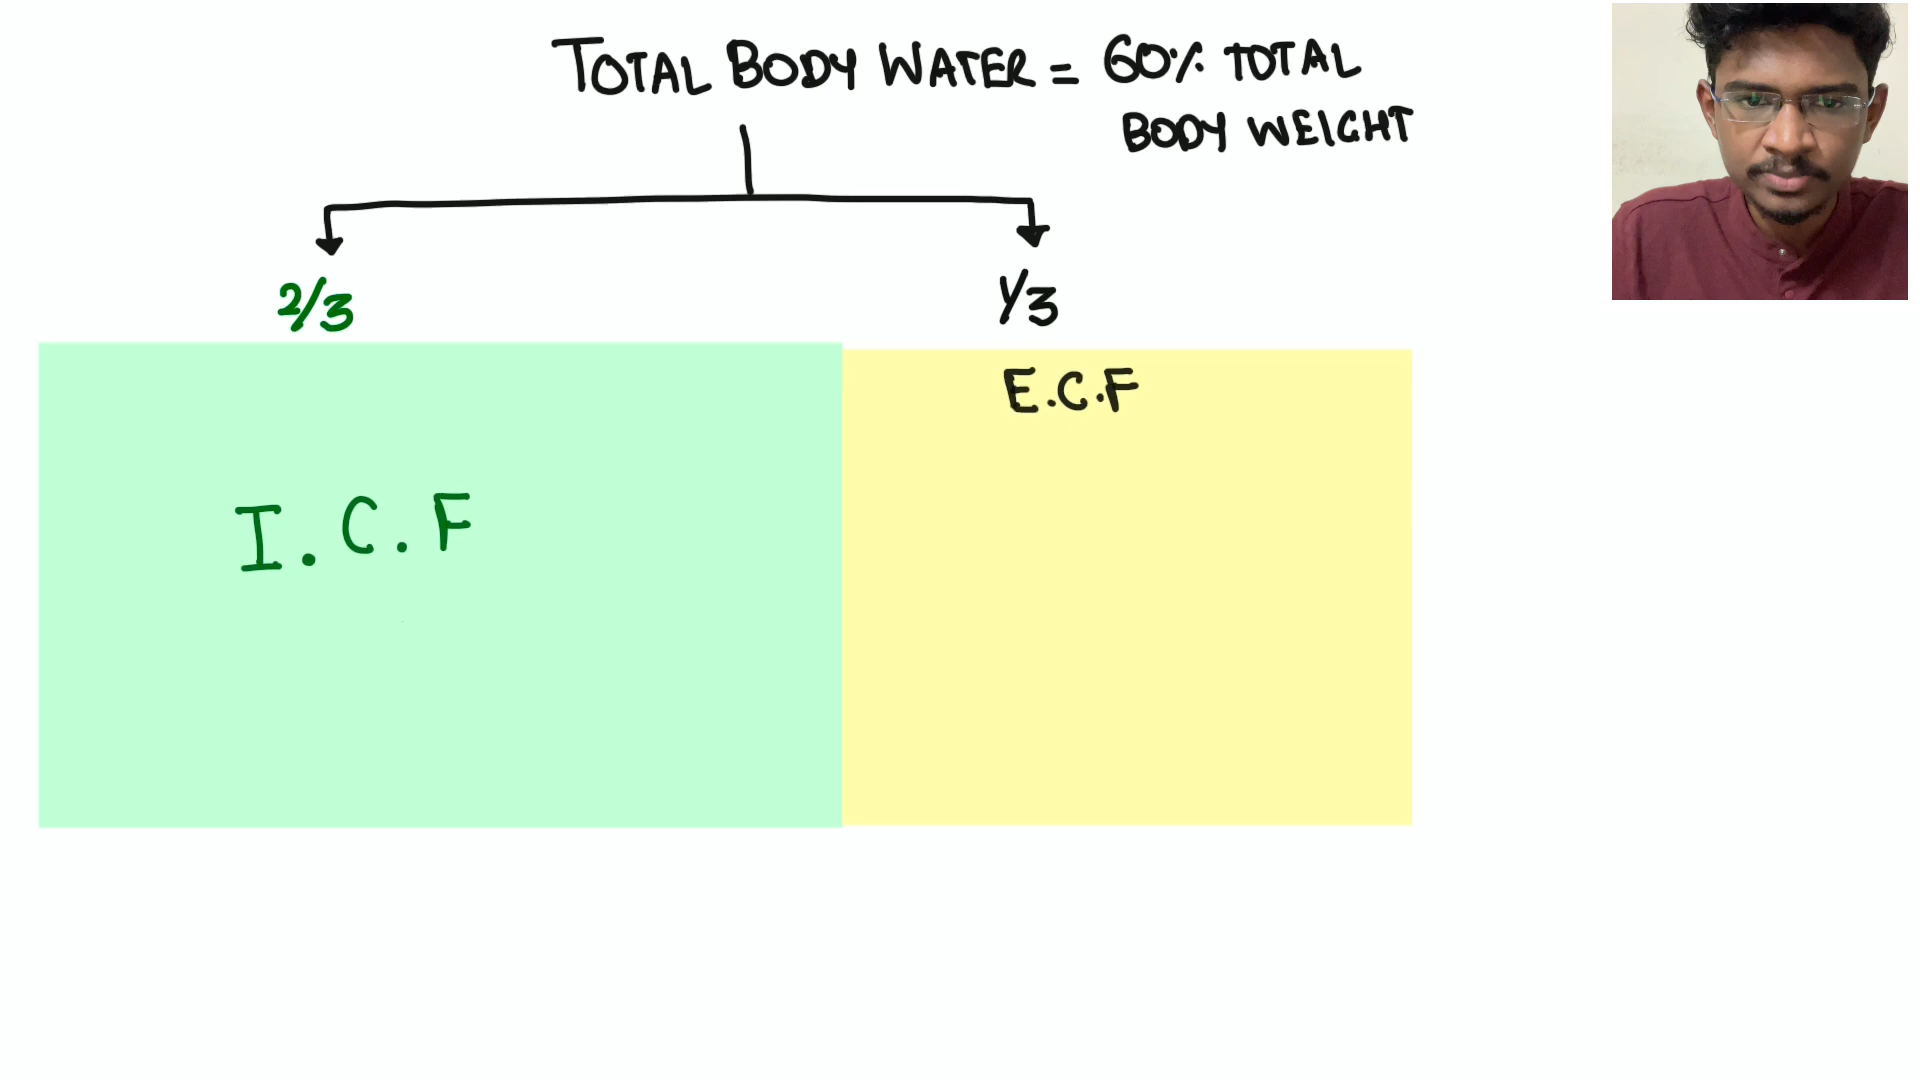 TOTAL BODY WATER = 60% TOTAL
BODY WEIGHT
2/3
1/3
E.C.F
I.C.F